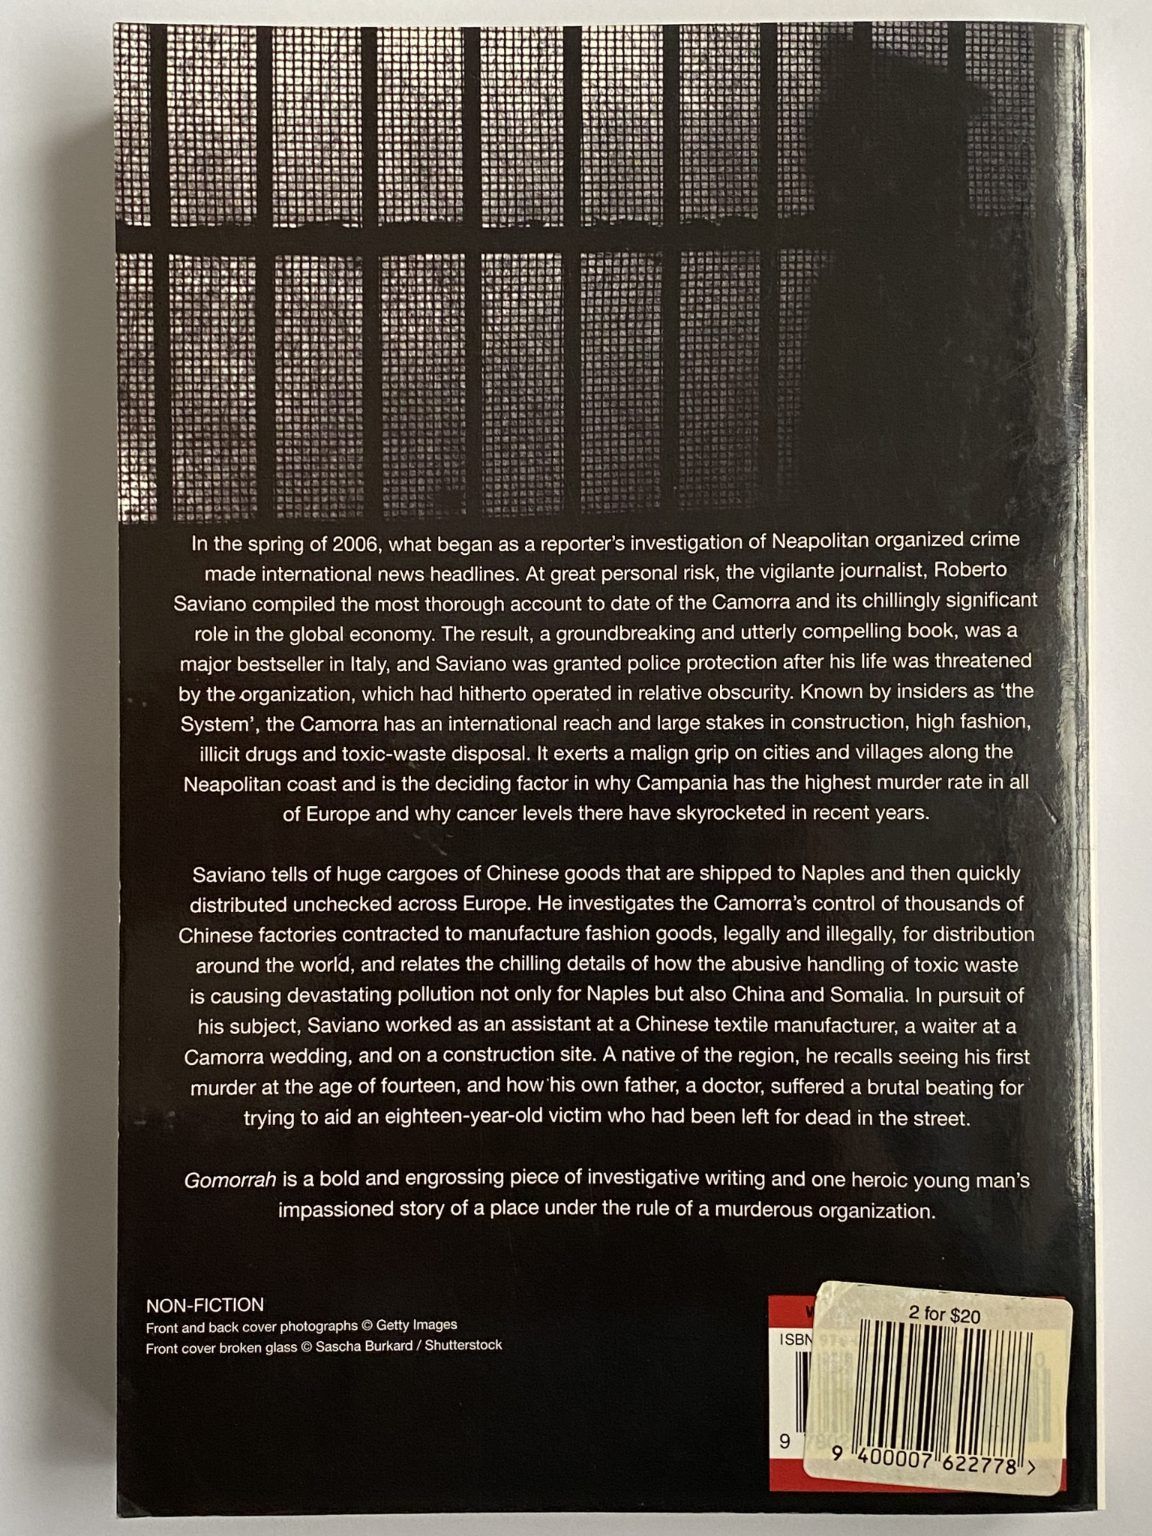 In the spring of 2006, what began as a reporter's investigation of Neapolitan organized crime
made international news headlines. At great personal risk, the vigilante journalist, Roberto
Saviano compiled the most thorough account to date of the Camorra and its chillingly significant
role in the global economy. The result, a groundbreaking and utterly compelling book, was a
major bestseller in Italy, and Saviano was granted police protection after his life was threatened
by the organization, which had hitherto operated in relative obscurity. Known by insiders as 'the
System', the Camorra has an international reach and large stakes in construction, high fashion,
illicit drugs and toxic-waste disposal. It exerts a malign grip on cities and villages along the
Neapolitan coast and is the deciding factor in why Campania has the highest murder rate in all
of Europe and why cancer levels there have skyrocketed in recent years.
Saviano tells of huge cargoes of Chinese goods that are shipped to Naples and then quickly
distributed unchecked across Europe. He investigates the Camorra's control of thousands of
Chinese factories contracted to manufacture fashion goods, legally and illegally, for distribution
around the world, and relates the chilling details of how the abusive handling of toxic waste
is causing devastating pollution not only for Naples but also China and Somalia. In pursuit of
his subject, Saviano worked as an assistant at a Chinese textile manufacturer, a waiter at a
Camorra wedding, and on a construction site. A native of the region, he recalls seeing his first
murder at the age of fourteen, and how his own father, a doctor, suffered a brutal beating for
trying to aid an eighteen-year-old victim who had been left for dead in the street.
Gomorrah is a bold and engrossing piece of investigative writing and one heroic young man's
impassioned story of a place under the rule of a murderous organization.
NON-FICTION
Front and back cover photographs © Getty Images
Front cover broken glass © Sascha Burkard / Shutterstock
2 for $20
ISBN
9
9 400007 622778 >